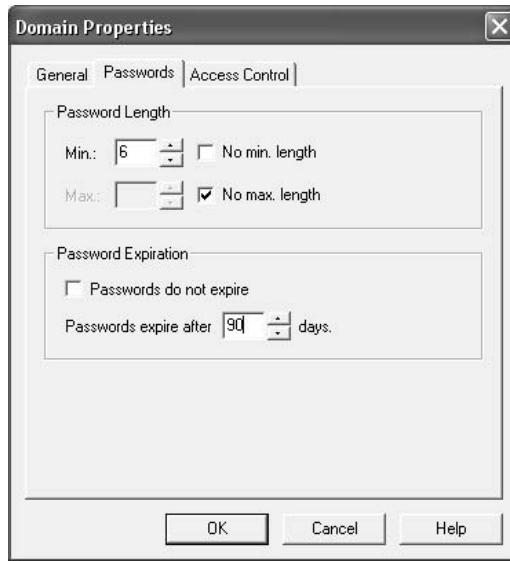 Domain Properties
General Passwords Access Control
Password Length
Min.: 6 No min. length
Max.: No max. length
Password Expiration
Passwords do not expire
Passwords expire after 90 days.
OK Cancel Help